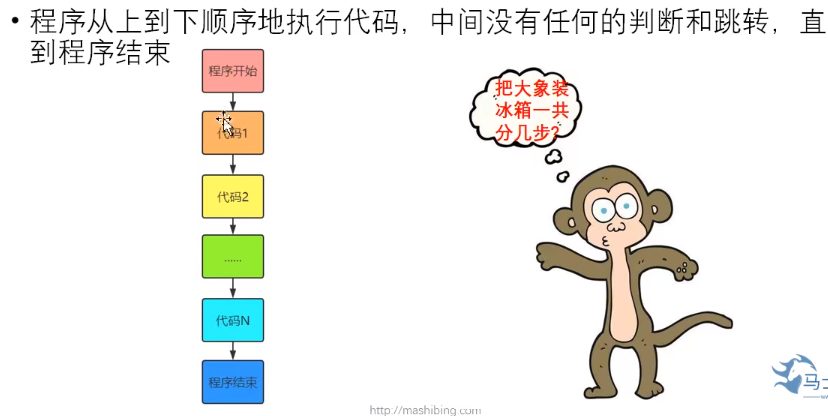 • 程序从上到下顺序地执行代码，中间没有任何的判断和跳转，直
到程序结束
程序开始
代码1
代码2
......
代码N
程序结束
把大象装
冰箱一共
分几步?
http://mashibing.com